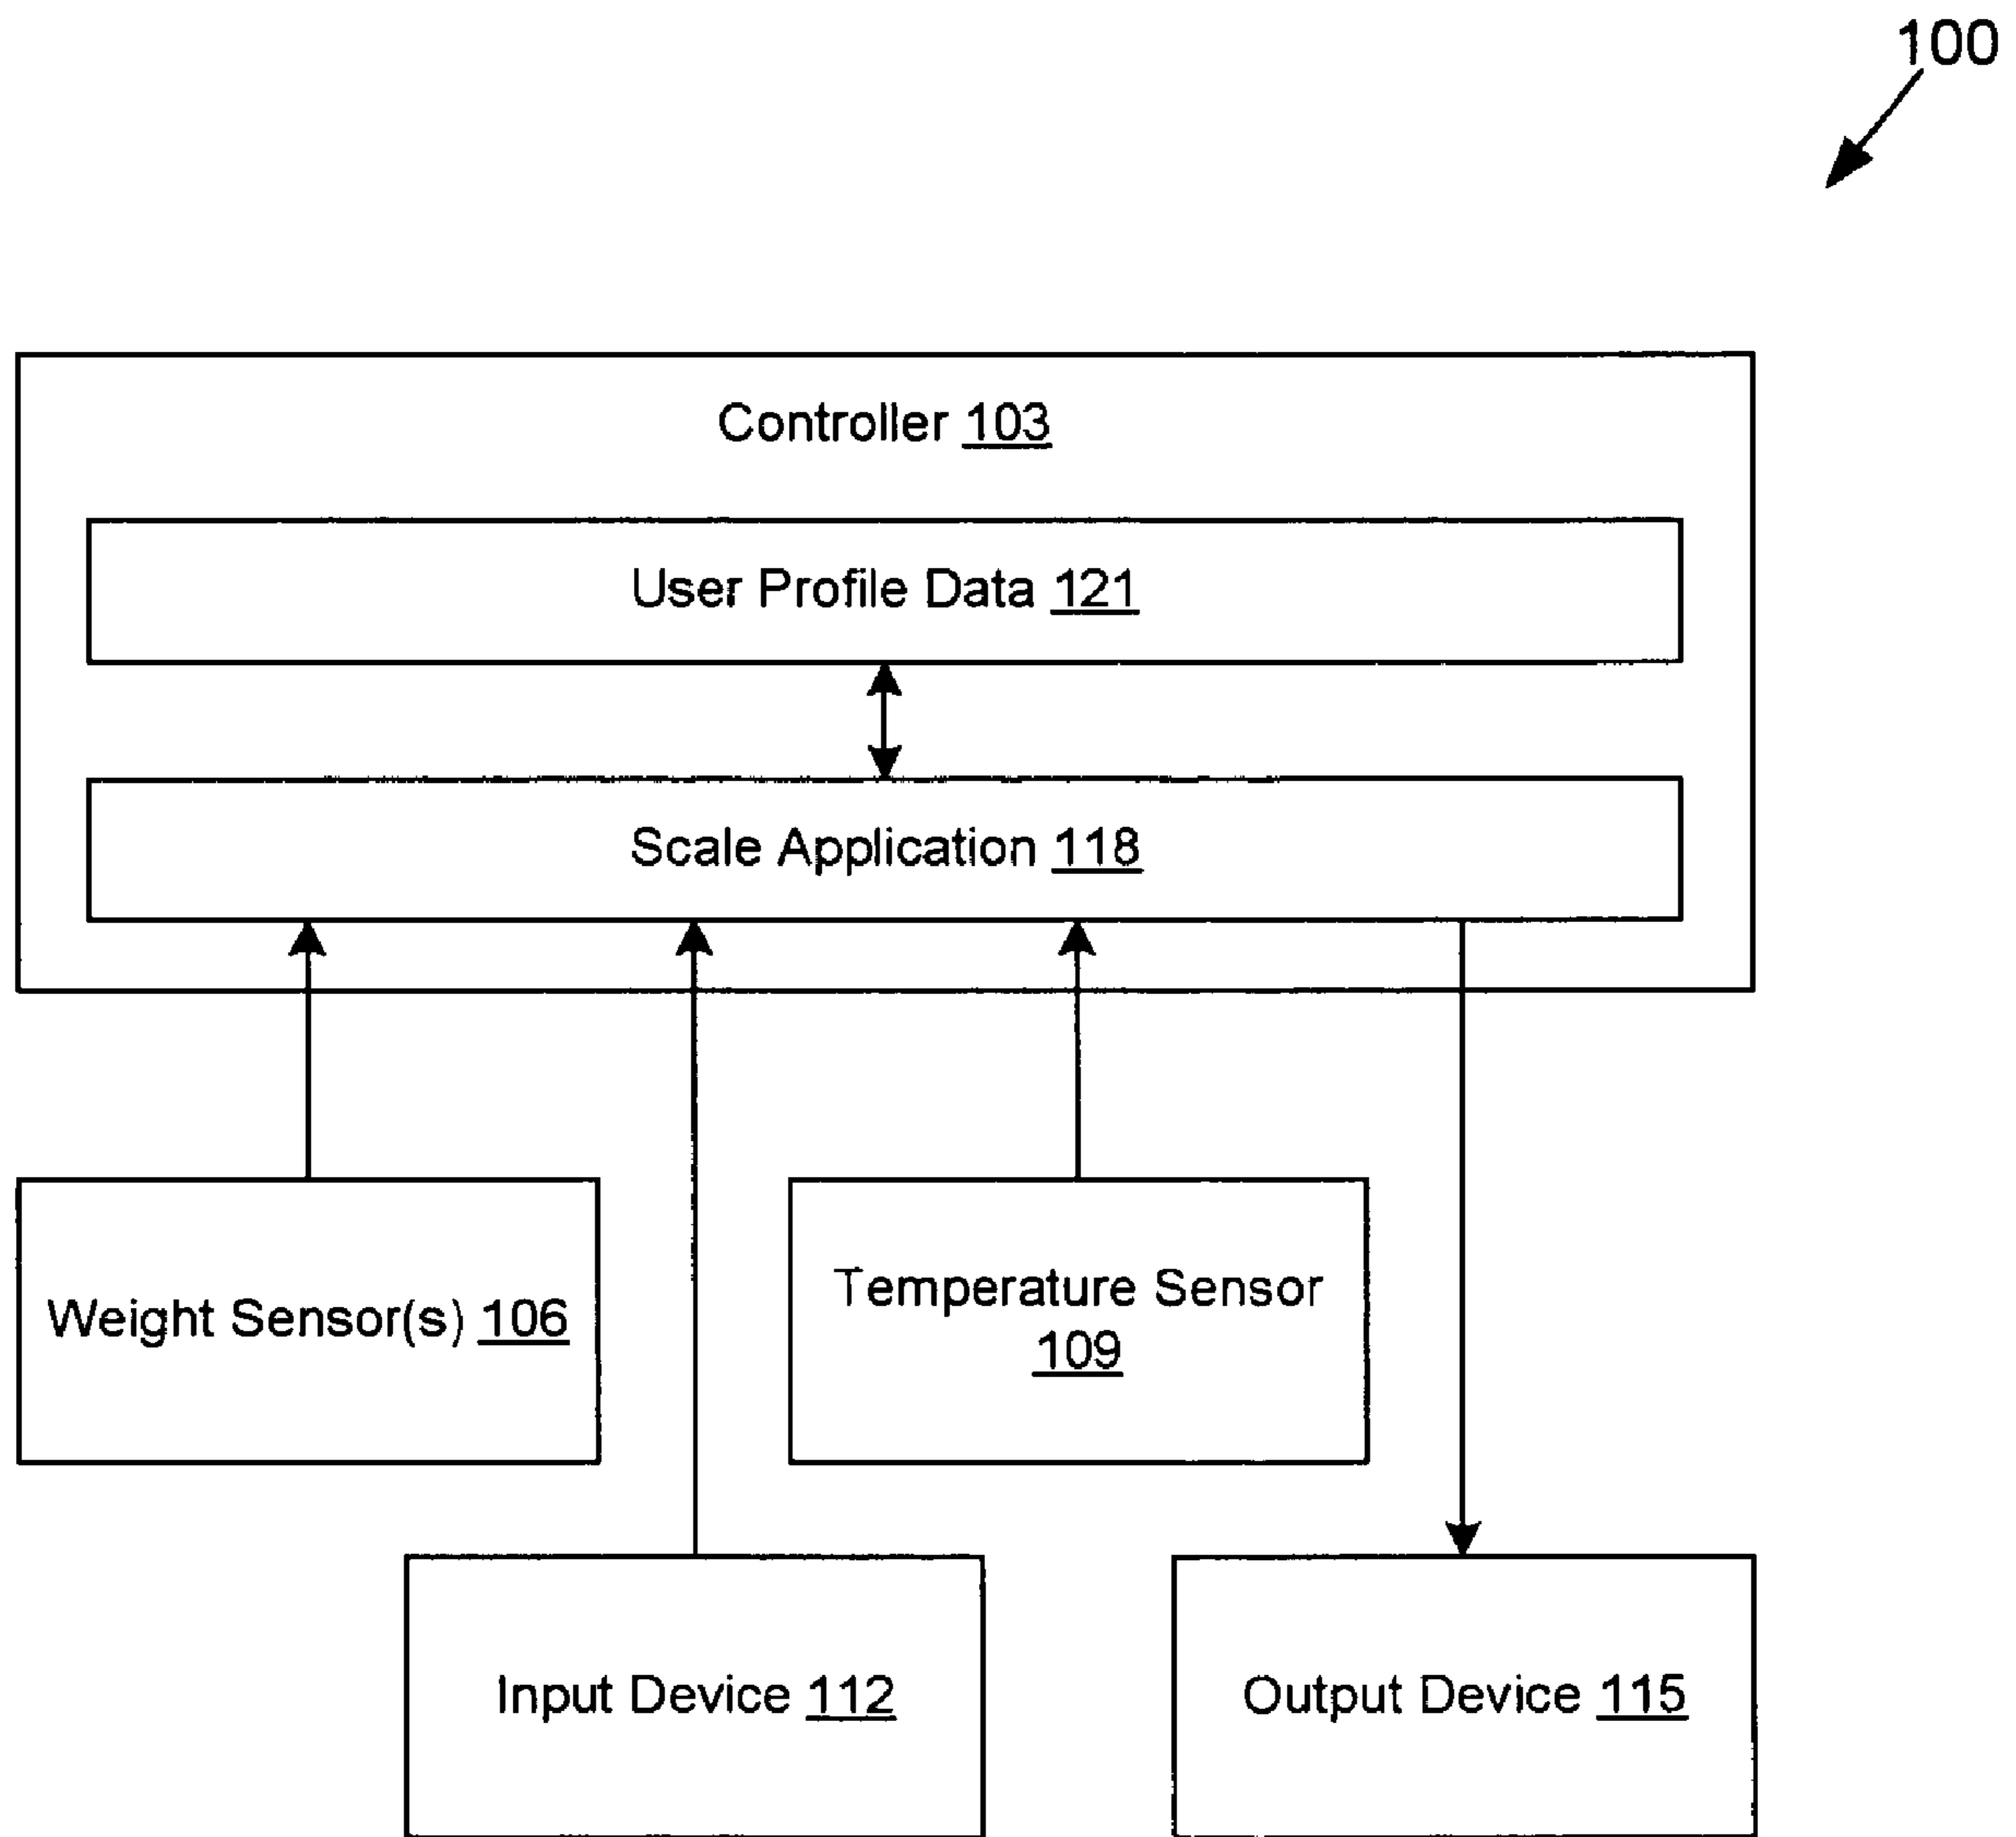 100
Controller 103
User Profile Data 121
Scale Application 118
Weight Sensor(s) 106
Temperature Sensor
109
Input Device 112
Output Device 115